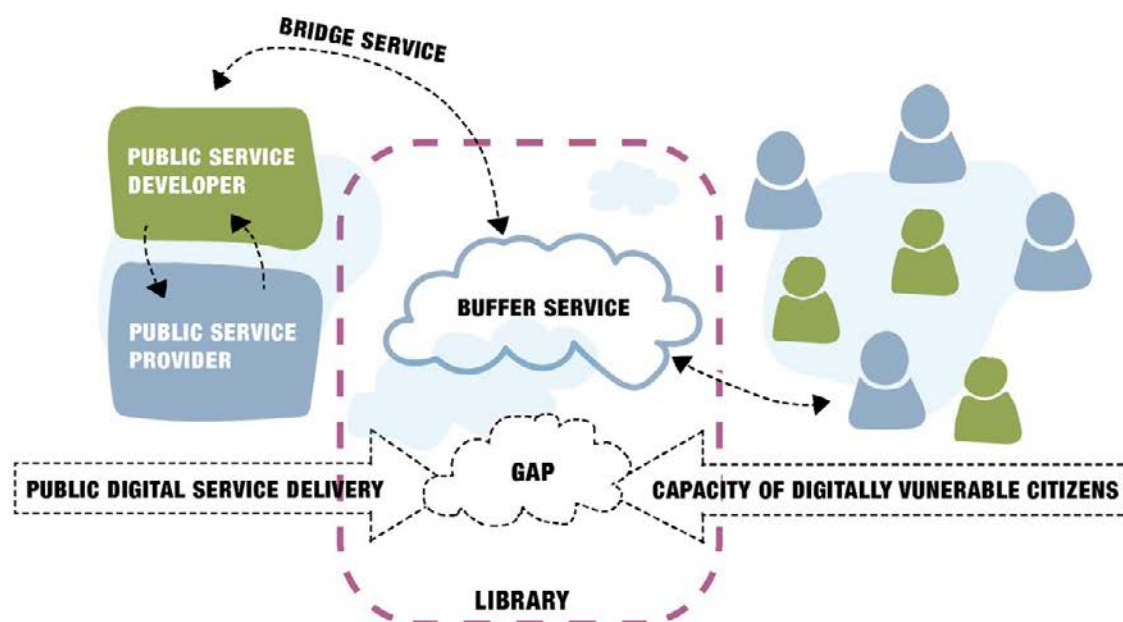 BRIDGE SERVICE
PUBLIC SERVICE
DEVELOPER
PUBLIC SERVICE
PROVIDER
BUFFER SERVICE
GAP
PUBLIC DIGITAL SERVICE DELIVERY
CAPACITY OF DIGITALLY VUNERABLE CITIZENS
LIBRARY